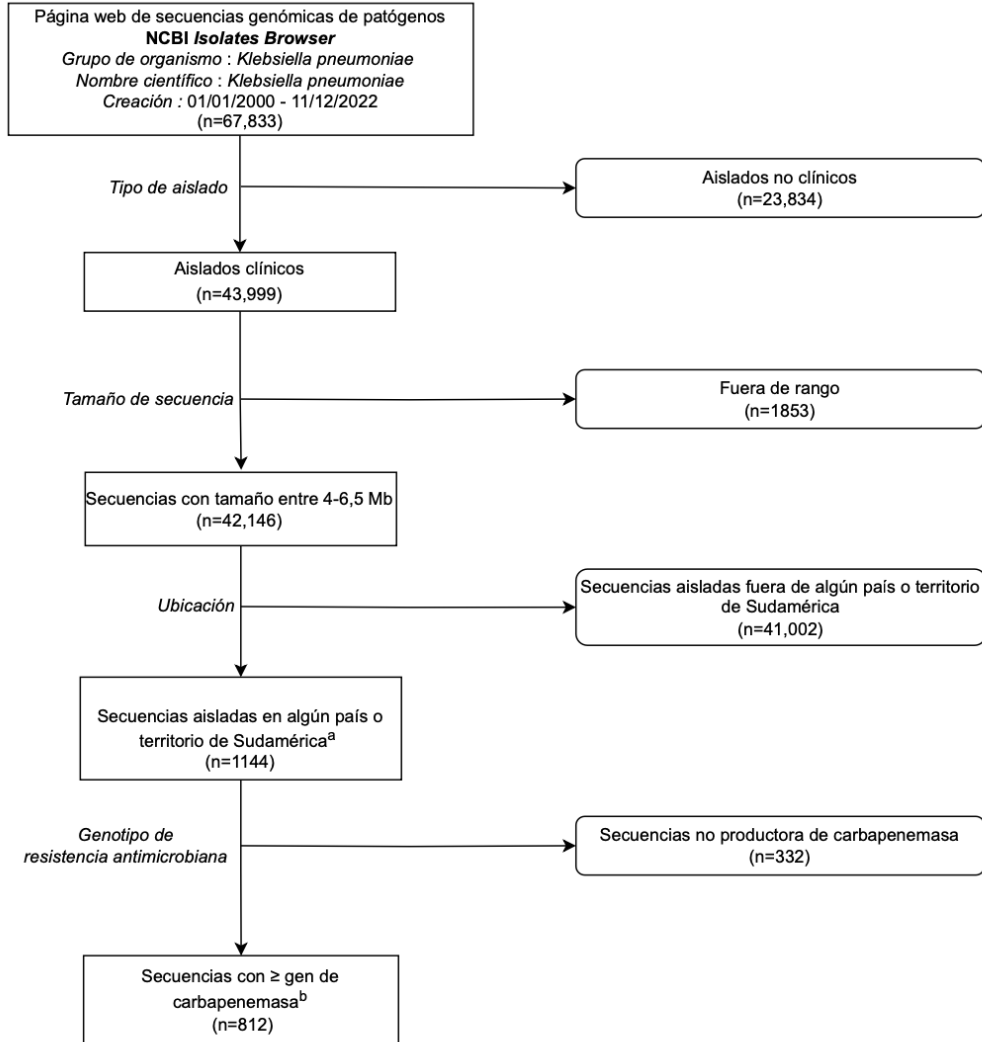 Página web de secuencias genómicas de patógenos
NCBI Isolates Browser
Grupo de organismo : Klebsiella pneumoniae
Nombre científico : Klebsiella pneumoniae
Creación : 01/01/2000 - 11/12/2022
(n=67,833)
Tipo de aislado
Aislados no clínicos
(n=23,834)
Aislados clínicos
(n=43,999)
Tamaño de secuencia
Fuera de rango
(n=1853)
Secuencias con tamaño entre 4-6,5 Mb
(n=42,146)
Ubicación
Secuencias aisladas fuera de algún país o territorio
de Sudamérica
(n=41,002)
Secuencias aisladas en algún país o
territorio de Sudaméricaᵃ
(n=1144)
Genotipo de
resistencia antimicrobiana
Secuencias no productora de carbapenemasa
(n=332)
Secuencias con ≥ gen de
carbapenemasaᵇ
(n=812)